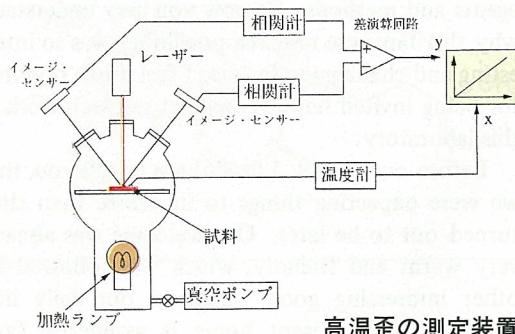 相関計
差演算回路
y
レーザー
イメージ・
センサー
相関計
+
−
イメージ・センサー
x
温度計
試料
真空ポンプ
加熱ランプ
高温歪の測定装置